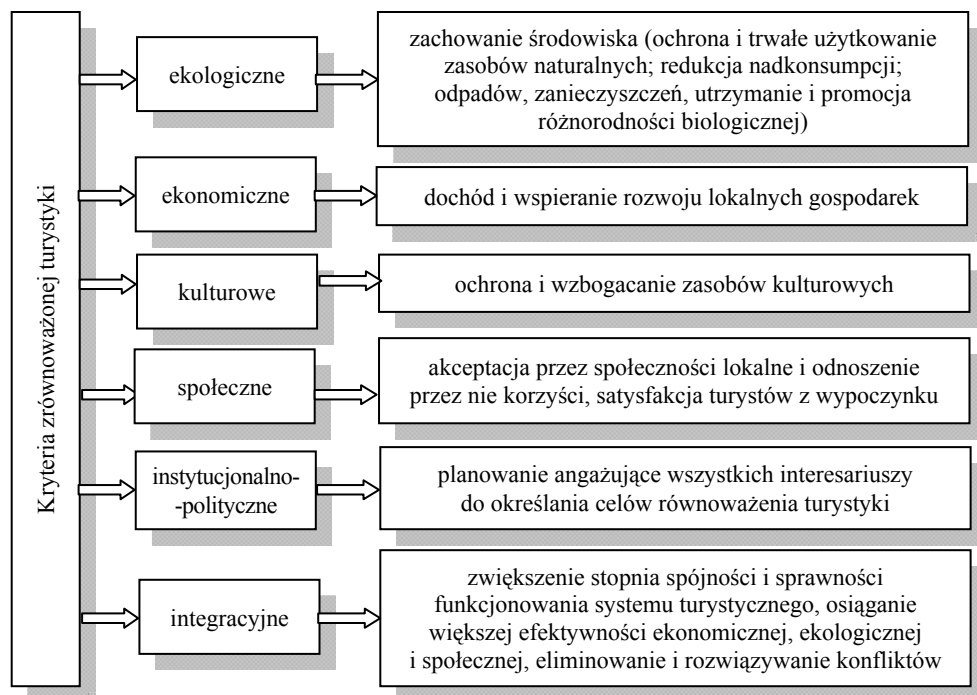 Kryteria zrównoważonej turystyki
ekologiczne
zachowanie środowiska (ochrona i trwałe użytkowanie
zasobów naturalnych; redukcja nadkonsumpcji;
odpadów, zanieczyszczeń, utrzymanie i promocja
różnorodności biologicznej)
ekonomiczne
dochód i wspieranie rozwoju lokalnych gospodarek
kulturowe
ochrona i wzbogacanie zasobów kulturowych
społeczne
akceptacja przez społeczności lokalne i odnoszenie
przez nie korzyści, satysfakcja turystów z wypoczynku
instytucjonalno-
-polityczne
planowanie angażujące wszystkich interesariuszy
do określania celów równoważenia turystyki
integracyjne
zwiększenie stopnia spójności i sprawności
funkcjonowania systemu turystycznego, osiąganie
większej efektywności ekonomicznej, ekologicznej
i społecznej, eliminowanie i rozwiązywanie konfliktów